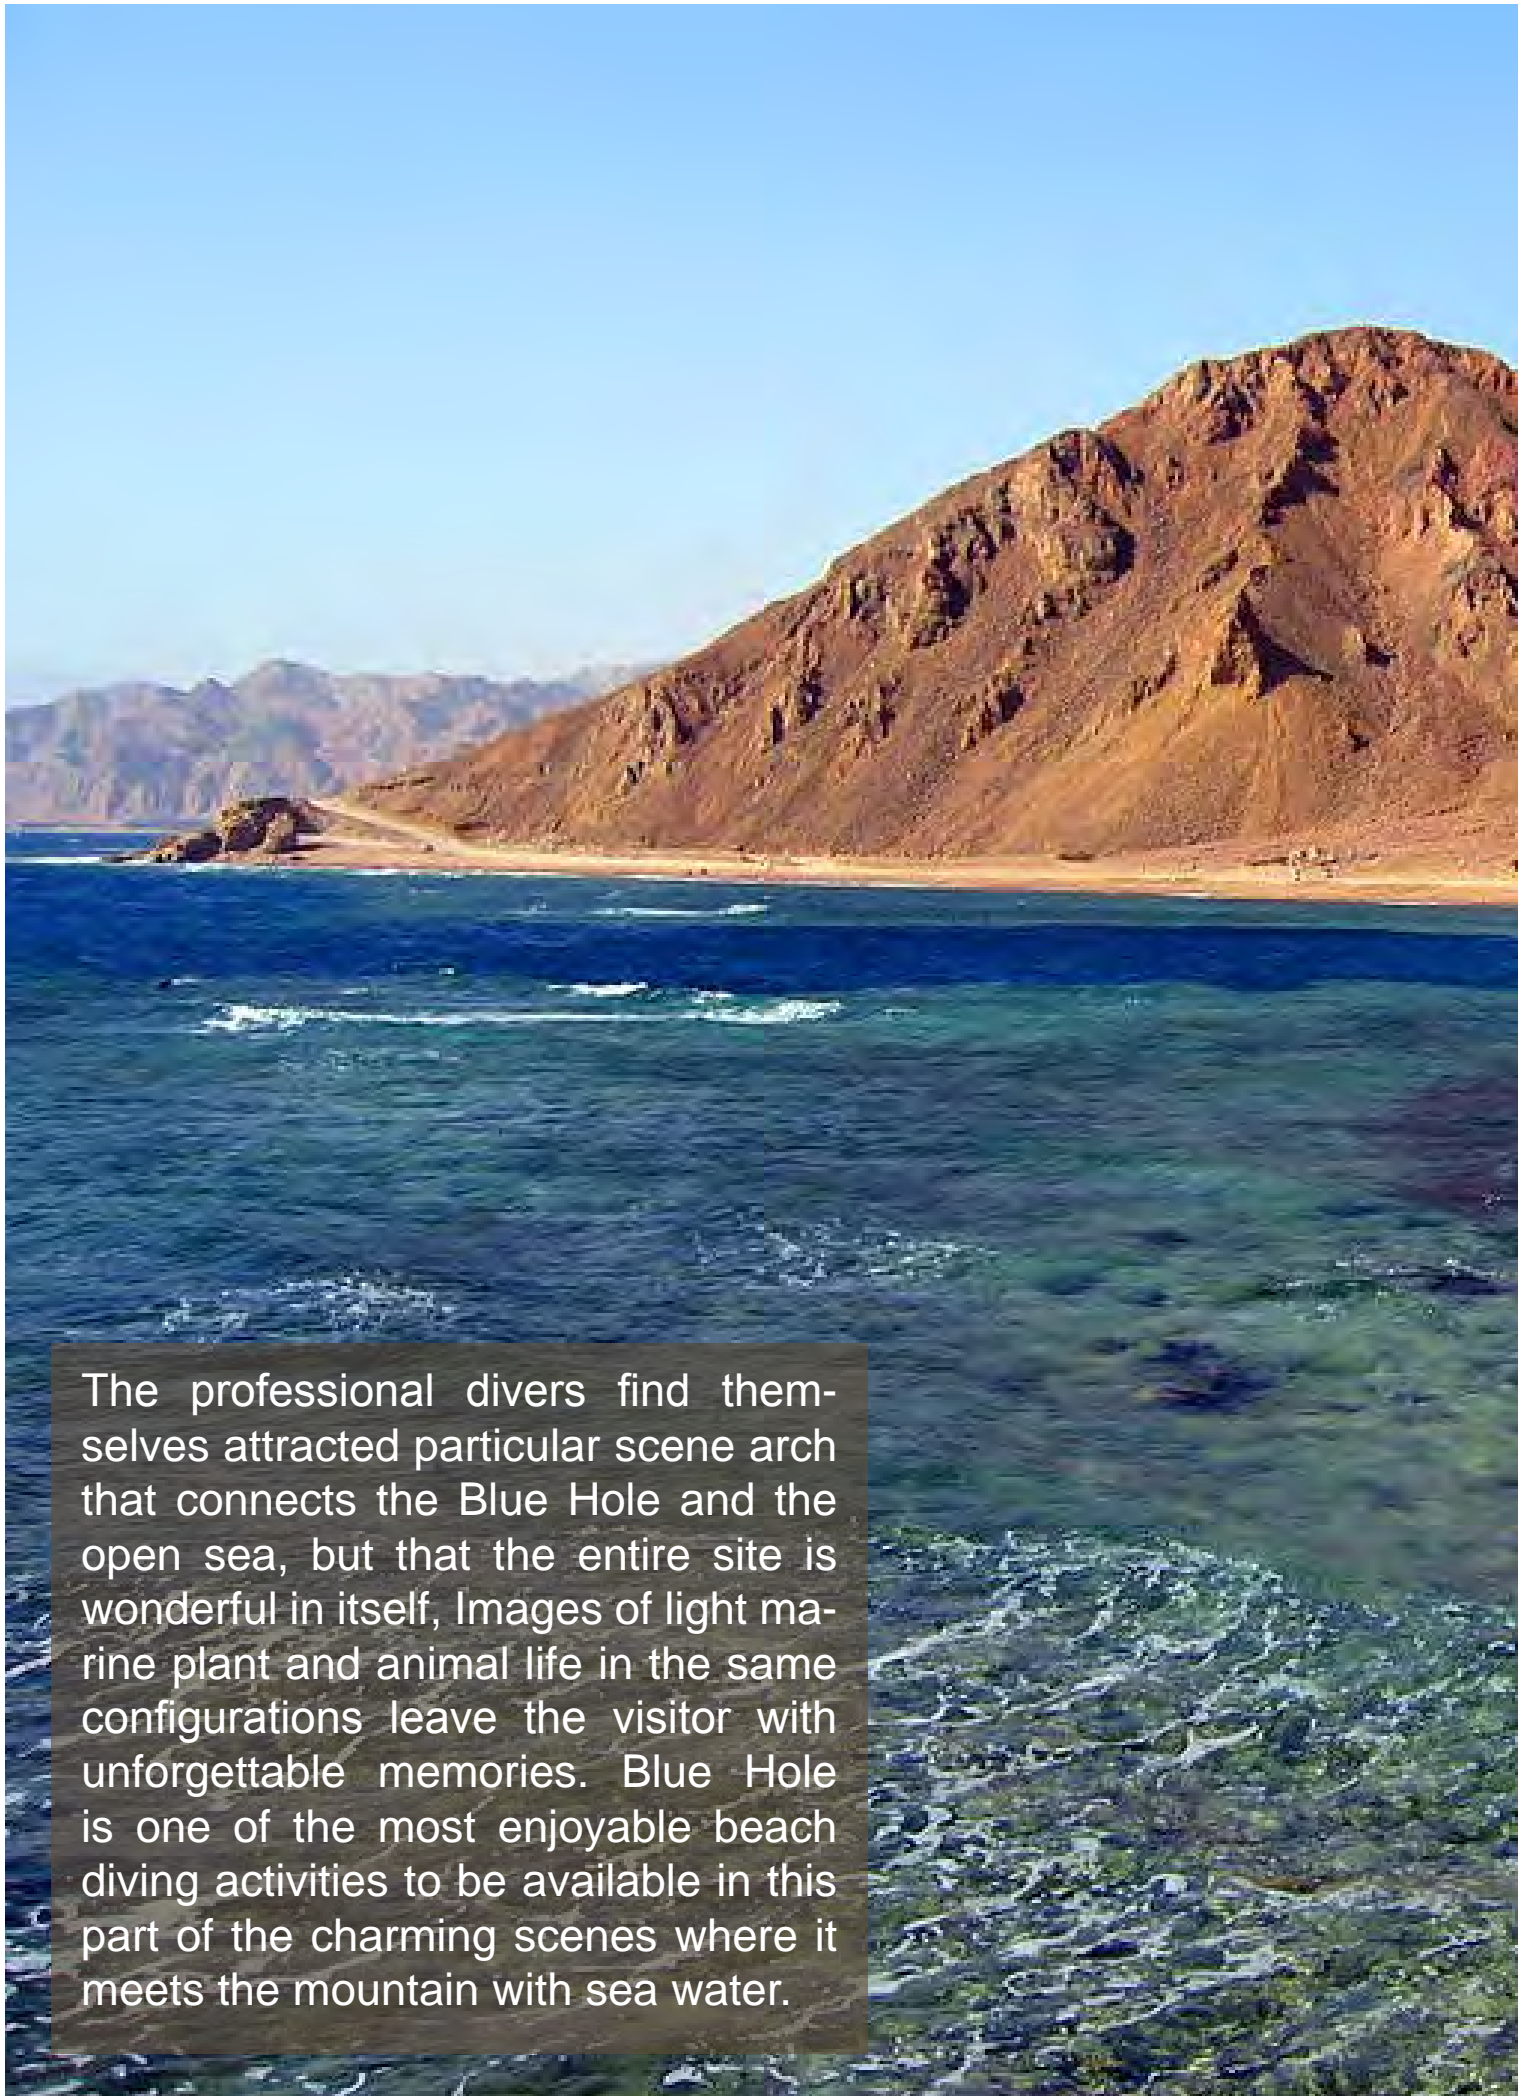 The professional divers find them-
selves attracted particular scene arch
that connects the Blue Hole and the
open sea, but that the entire site is
wonderful in itself, Images of light ma-
rine plant and animal life in the same
configurations leave the visitor with
unforgettable memories. Blue Hole
is one of the most enjoyable beach
diving activities to be available in this
part of the charming scenes where it
meets the mountain with sea water.